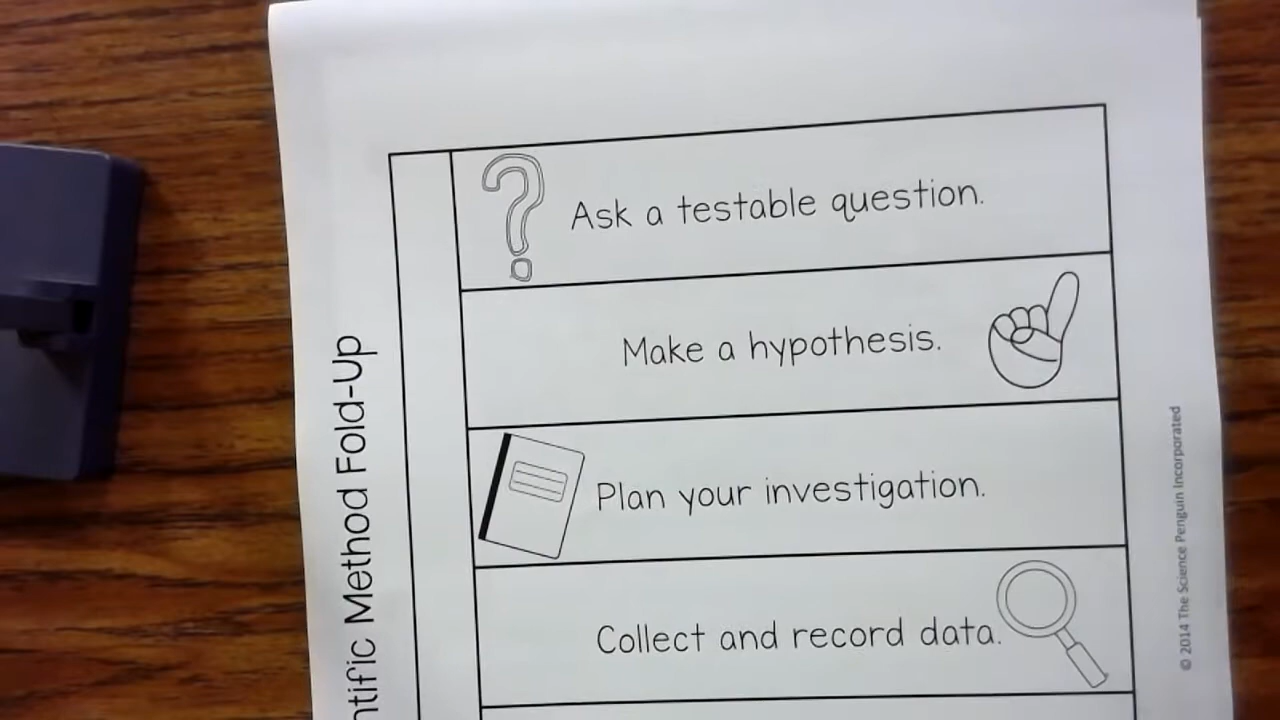 ntific Method Fold-Up
Ask a testable question.
Make a hypothesis.
Plan your investigation.
Collect and record data.
© 2014 The Science Penguin Incorporated